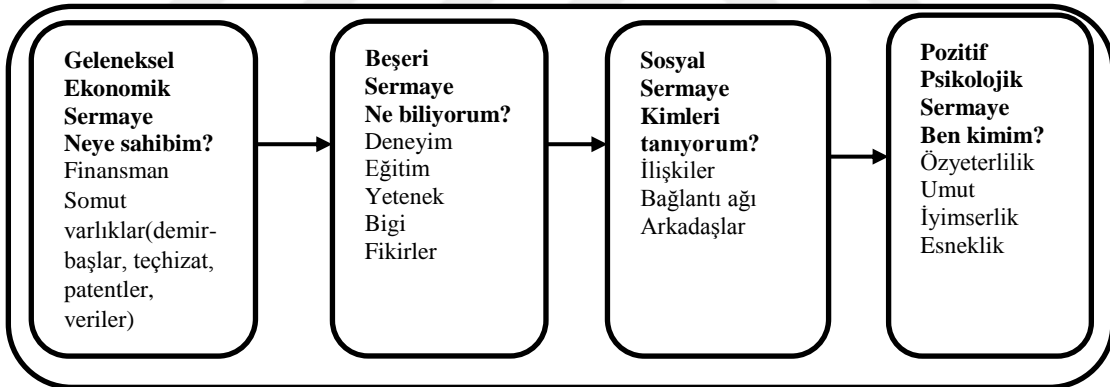 Geleneksel
Ekonomik
Sermaye
Neye sahibim?
Finansman
Somut
varlıklar(demir-
başlar, teçhizat,
patentler,
veriler)
Beşeri
Sermaye
Ne biliyorum?
Deneyim
Eğitim
Yetenek
Bigi
Fikirler
Sosyal
Sermaye
Kimleri
tanıyorum?
İlişkiler
Bağlantı ağı
Arkadaşlar
Pozitif
Psikolojik
Sermaye
Ben kimim?
Özyeterlilik
Umut
İyimserlik
Esneklik